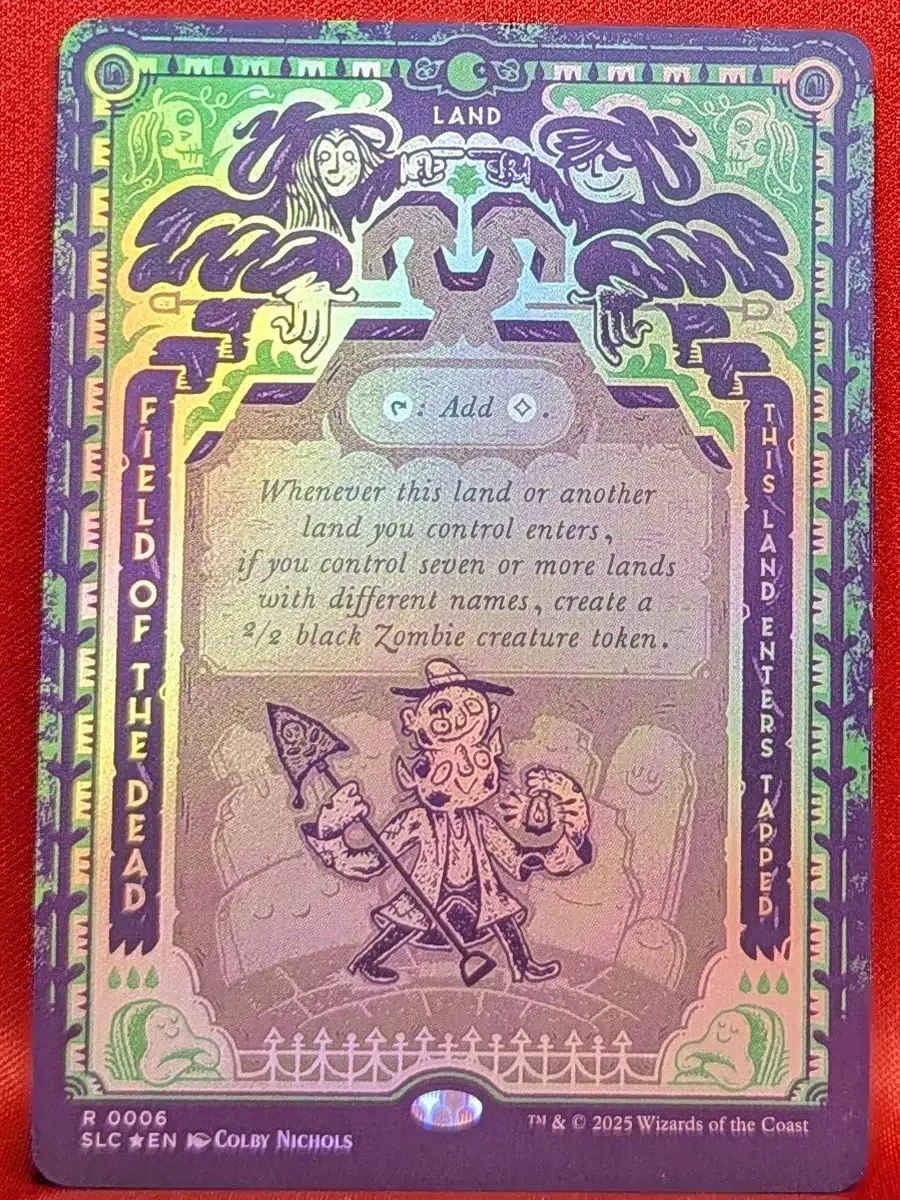 LAND
FIELD OF THE DEAD
: Add .
Whenever this land or another
land you control enters,
if you control seven or more lands
with different names, create a
2/2 black Zombie creature token.
THIS LAND ENTERS TAPPED
R 0006
SLC ★ EN COLBY NICHOLS
™ & © 2025 Wizards of the Coast